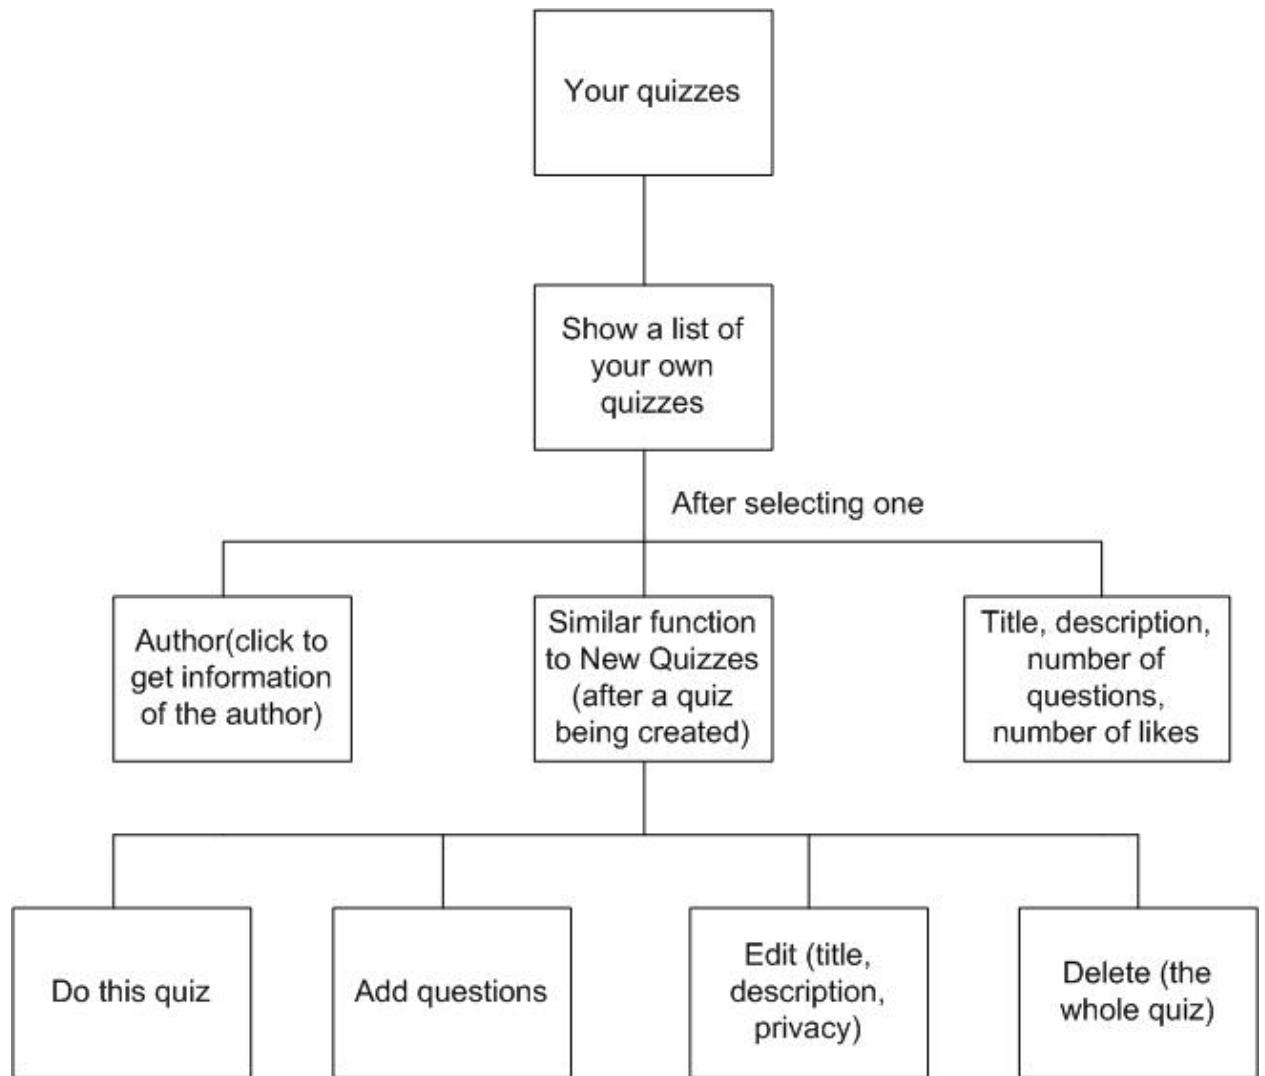 Your quizzes
Show a list of
your own
quizzes
After selecting one
Author(click to
get information
of the author)
Similar function
to New Quizzes
(after a quiz
being created)
Title, description,
number of
questions,
number of likes
Do this quiz
Add questions
Edit (title,
description,
privacy)
Delete (the
whole quiz)